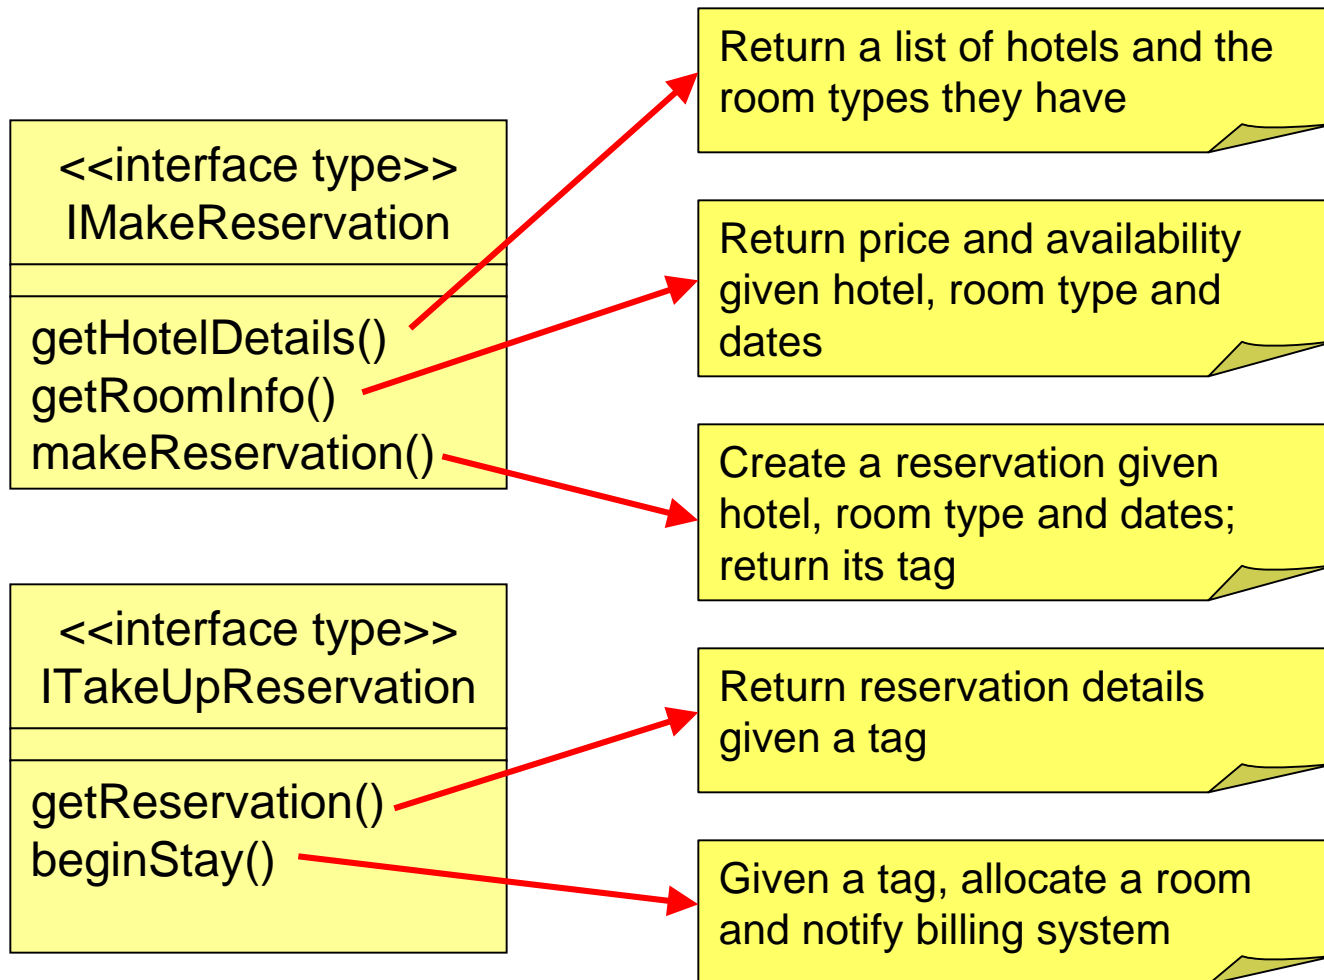 <<interface type>>
IMakeReservation
getHotelDetails()
getRoomInfo()
makeReservation()
<<interface type>>
ITakeUpReservation
getReservation()
beginStay()
Return a list of hotels and the
room types they have
Return price and availability
given hotel, room type and
dates
Create a reservation given
hotel, room type and dates;
return its tag
Return reservation details
given a tag
Given a tag, allocate a room
and notify billing system